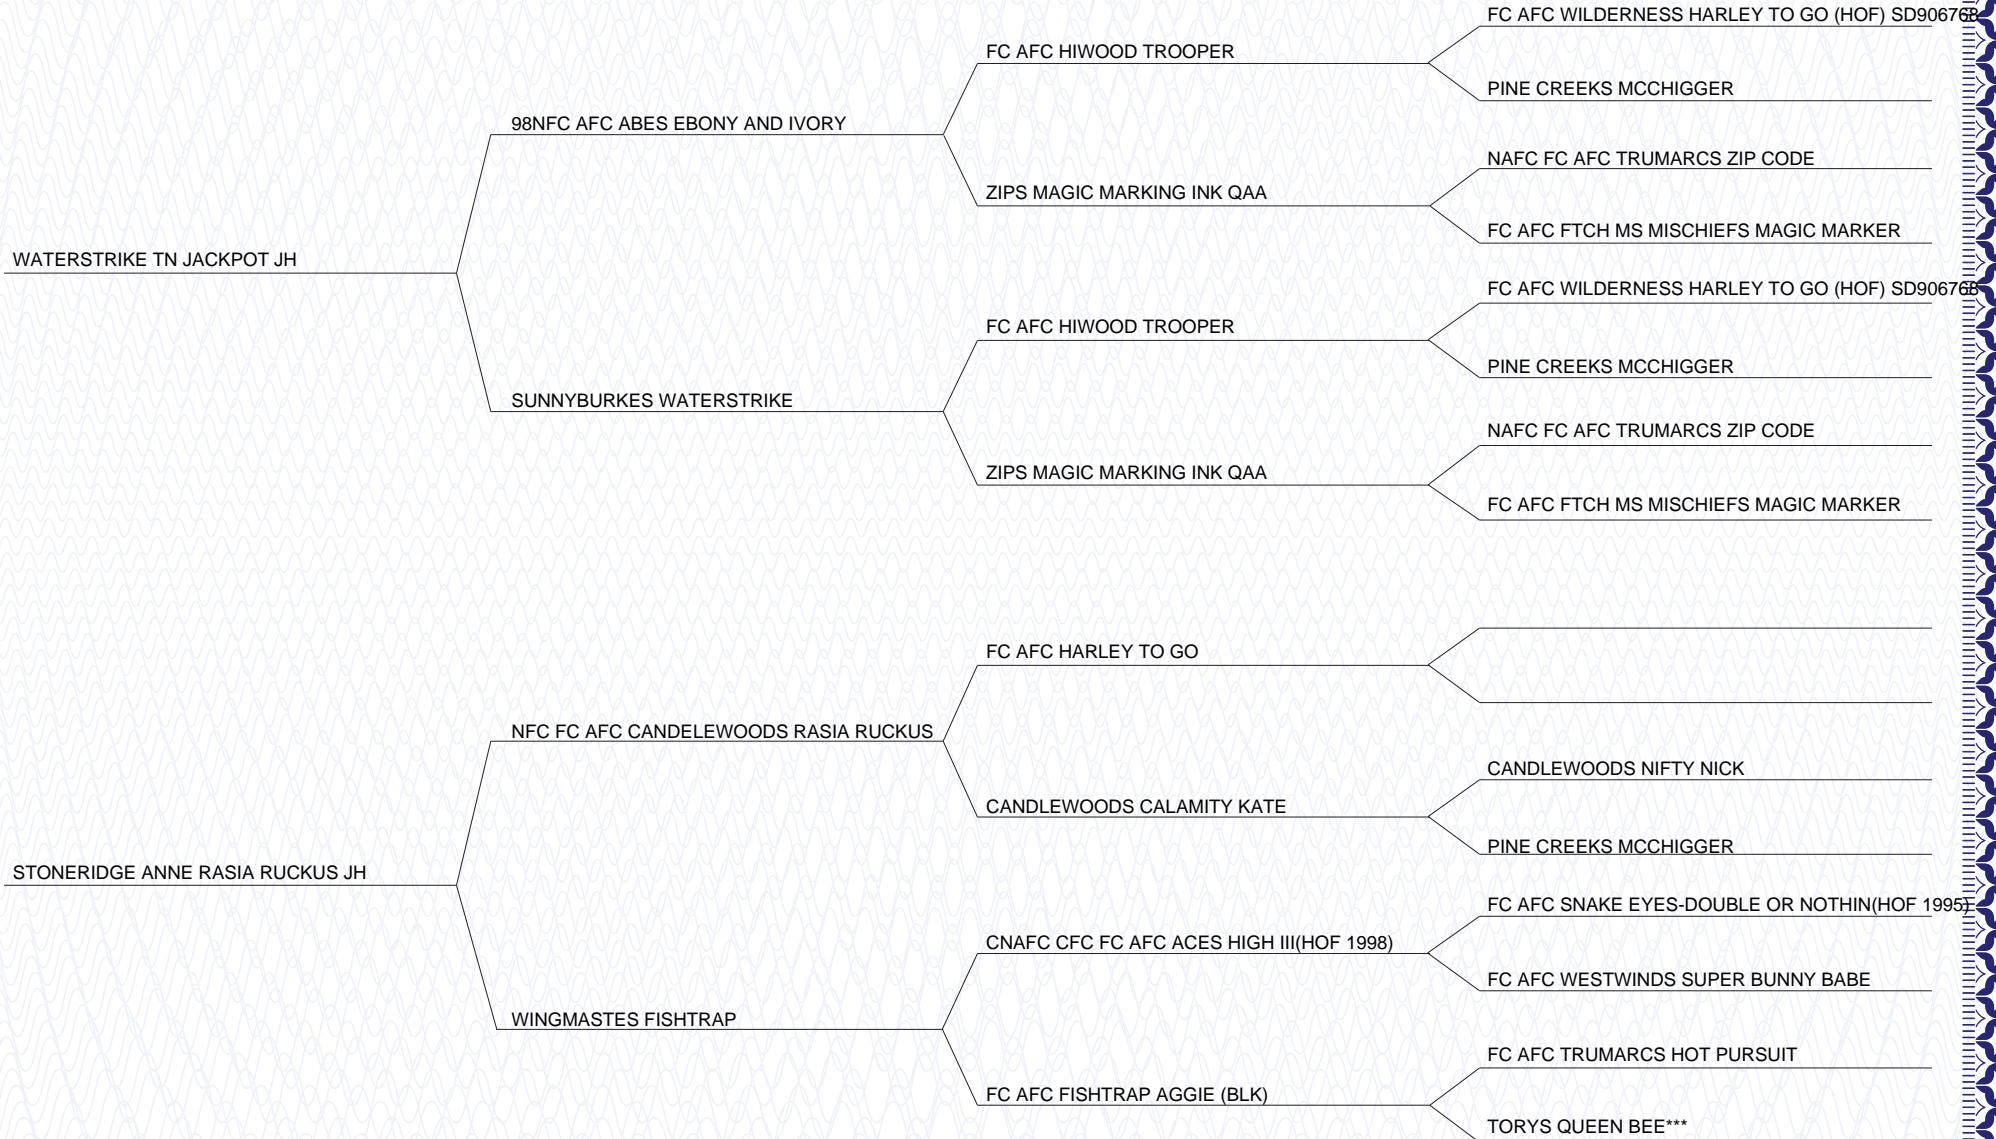 FC AFC WILDERNESS HARLEY TO GO (HOF) SD906768
FC AFC HIWOOD TROOPER
PINE CREEKS MCCHIGGER
98NFC AFC ABES EBONY AND IVORY
NAFC FC AFC TRUMARCS ZIP CODE
ZIPS MAGIC MARKING INK QAA
FC AFC FTCH MS MISCHIEFS MAGIC MARKER
WATERSTRIKE TN JACKPOT JH
FC AFC WILDERNESS HARLEY TO GO (HOF) SD906768
FC AFC HIWOOD TROOPER
PINE CREEKS MCCHIGGER
SUNNYBURKES WATERSTRIKE
NAFC FC AFC TRUMARCS ZIP CODE
ZIPS MAGIC MARKING INK QAA
FC AFC FTCH MS MISCHIEFS MAGIC MARKER
FC AFC HARLEY TO GO
NFC FC AFC CANDELEWOODS RASIA RUCKUS
CANDLEWOODS NIFTY NICK
CANDLEWOODS CALAMITY KATE
PINE CREEKS MCCHIGGER
STONERIDGE ANNE RASIA RUCKUS JH
FC AFC SNAKE EYES-DOUBLE OR NOTHIN(HOF 1995)
CNAFC CFC FC AFC ACES HIGH III(HOF 1998)
FC AFC WESTWINDS SUPER BUNNY BABE
WINGMASTES FISHTRAP
FC AFC TRUMARCS HOT PURSUIT
FC AFC FISHTRAP AGGIE (BLK)
TORYS QUEEN BEE***